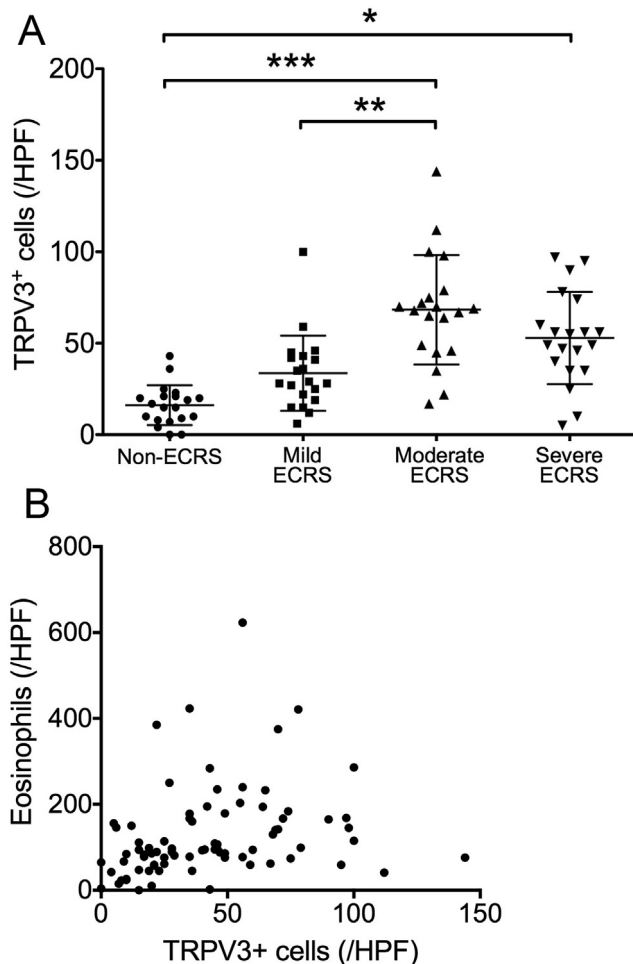 A
*
***
**
200
150
100
50
0
TRPV3+ cells (/HPF)
Non-ECRS
Mild ECRS
Moderate ECRS
Severe ECRS
B
800
600
400
200
0
Eosinophils (/HPF)
0 50 100 150
TRPV3+ cells (/HPF)